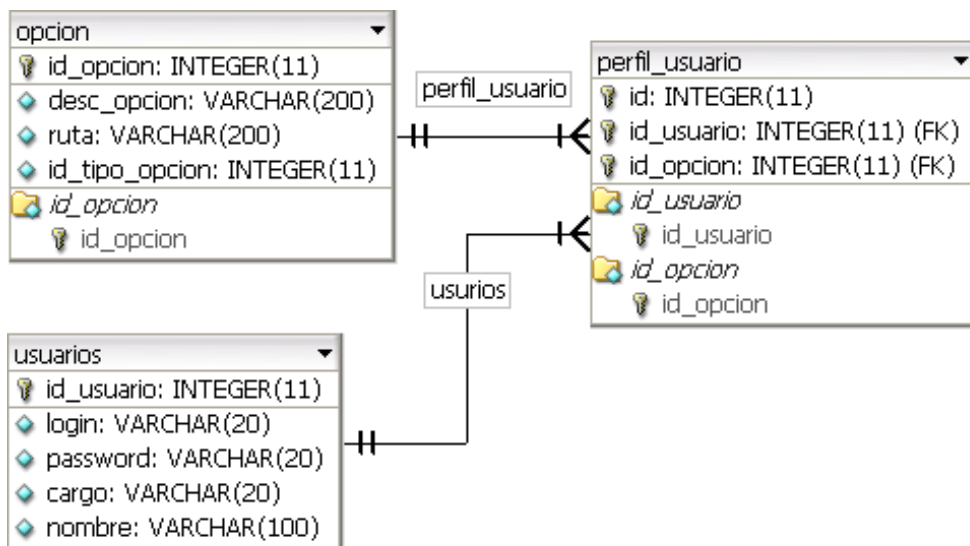 opcion
id_opcion: INTEGER(11)
desc_opcion: VARCHAR(200)
ruta: VARCHAR(200)
id_tipo_opcion: INTEGER(11)
id_opcion
id_opcion
perfil_usuario
perfil_usuario
id: INTEGER(11)
id_usuario: INTEGER(11) (FK)
id_opcion: INTEGER(11) (FK)
id_usuario
id_usuario
id_opcion
id_opcion
usurios
usuarios
id_usuario: INTEGER(11)
login: VARCHAR(20)
password: VARCHAR(20)
cargo: VARCHAR(20)
nombre: VARCHAR(100)